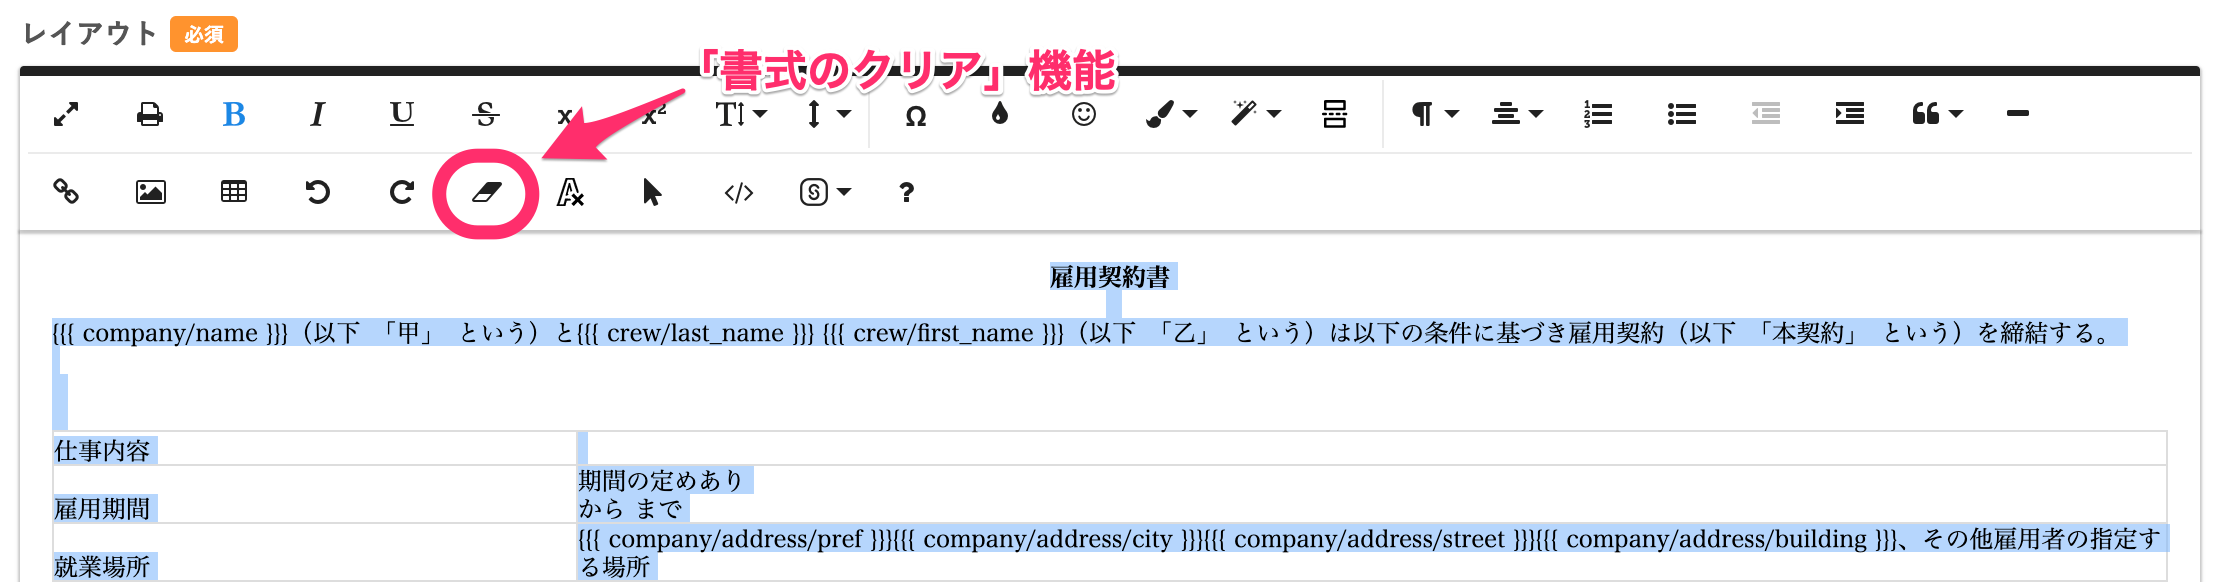 レイアウト 必須
「書式のクリア」機能
B I U S x x² T Ω ¶
</> S ?
雇用契約書
{{{ company/name }}}（以下 「甲」 という）と{{{ crew/last_name }}} {{{ crew/first_name }}}（以下 「乙」 という）は以下の条件に基づき雇用契約（以下 「本契約」 という）を締結する。
仕事内容
期間の定めあり
雇用期間
から まで
{{{ company/address/pref }}}{{{ company/address/city }}}{{{ company/address/street }}}{{{ company/address/building }}}、その他雇用者の指定す
就業場所
る場所